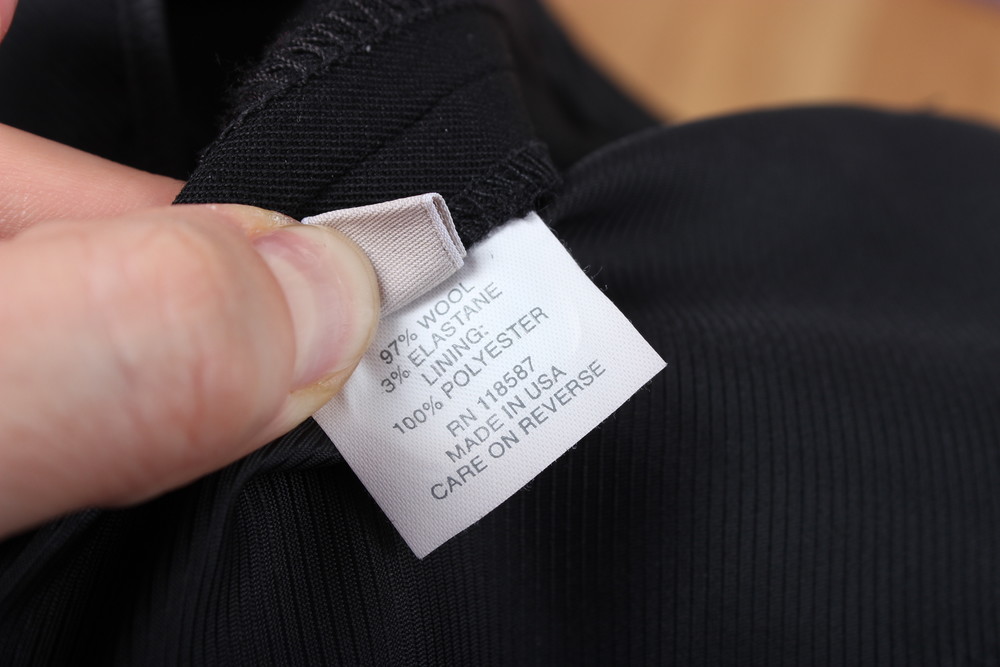 97% WOOL
3% ELASTANE
LINING:
100% POLYESTER
RN 118587
MADE IN USA
CARE ON REVERSE